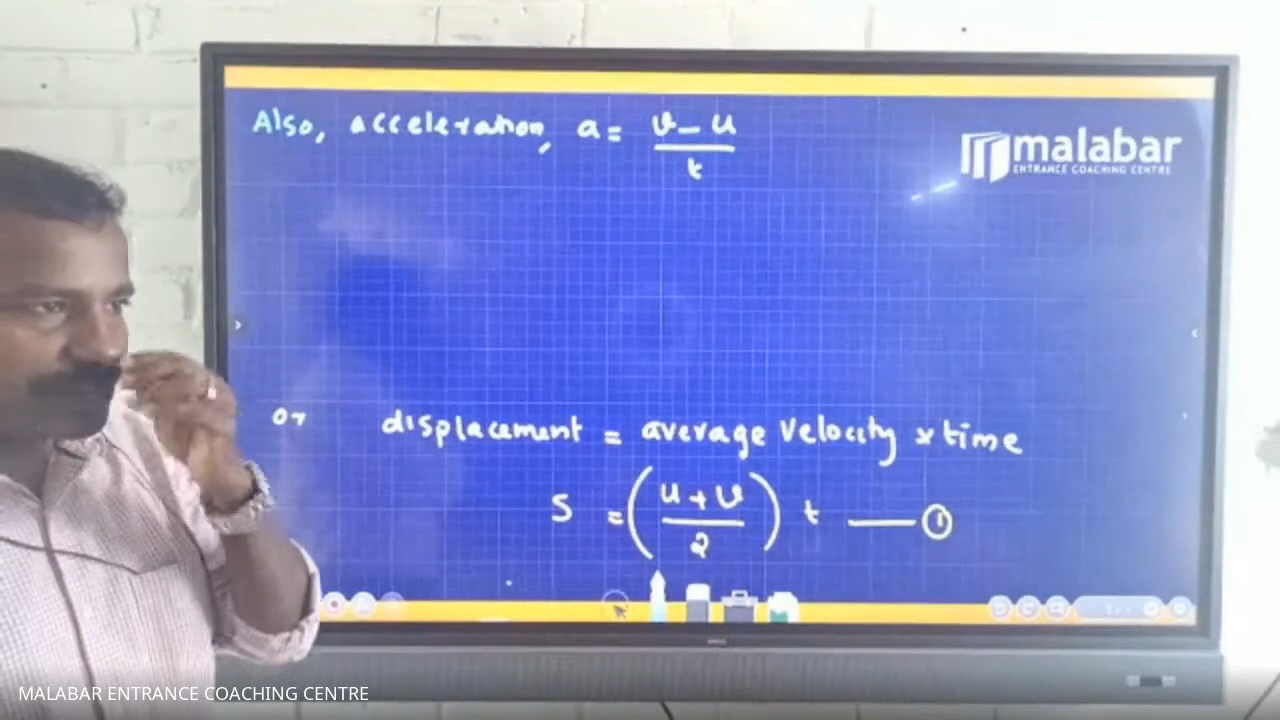 Also, acceleration, a = v - u
t
malabar
ENTRANCE COACHING CENTRE
or displacement = average velocity × time
S = (u + v / 2) t —— ①
MALABAR ENTRANCE COACHING CENTRE